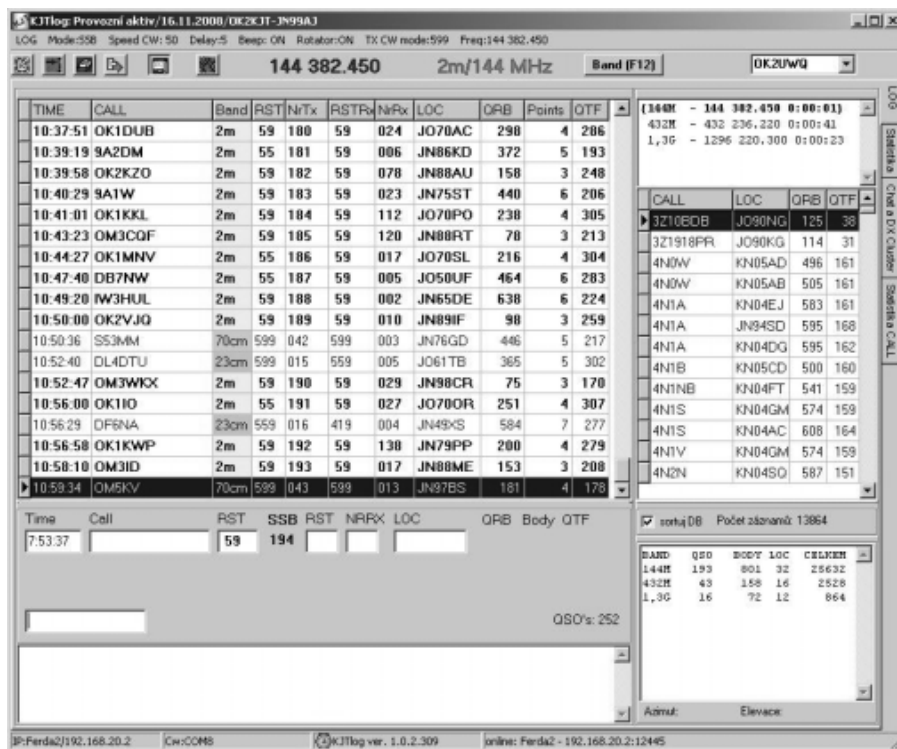 KJTlog: Provozní aktiv/16.11.2008/OK2KJT-JN99AJ
LOG Mode:SSB Speed CW: 50 Delay:5 Beep: ON Rotator:ON TX CW mode:599 Freq:144 382.450
144 382.450 2m/144 MHz Band (F12) OK2UWQ
TIME CALL Band RST NrTx RSTRx NrRx LOC QRB Points QTF
10:37:51 OK1DUB 2m 59 180 59 024 JO70AC 298 4 286
10:39:19 9A2DM 2m 55 181 59 006 JN86KD 372 5 193
10:39:58 OK2KZO 2m 59 182 59 078 JN88AU 158 3 248
10:40:29 9A1W 2m 59 183 59 023 JN75ST 440 6 206
10:41:01 OK1KKL 2m 59 184 59 112 JO70PO 238 4 305
10:43:23 OM3CQF 2m 59 185 59 120 JN88RT 78 3 213
10:44:27 OK1MNV 2m 55 186 59 017 JO70SL 216 4 304
10:47:40 DB7NW 2m 55 187 59 005 JO50UF 464 6 283
10:49:20 IW3HUL 2m 59 188 59 002 JN65DE 638 6 224
10:50:00 OK2VJQ 2m 59 189 59 010 JN89IF 98 3 259
10:50:36 S53MM 70cm 599 042 599 003 JN76GD 446 5 217
10:52:40 DL4DTU 23cm 599 015 559 005 JO61TB 365 5 302
10:52:47 OM3WKX 2m 59 190 59 029 JN98CR 75 3 170
10:56:00 OK1IO 2m 55 191 59 027 JO70OR 251 4 307
10:56:29 DF6NA 23cm 559 016 419 004 JN49XS 584 7 277
10:56:58 OK1KWP 2m 59 192 59 138 JN79PP 200 4 279
10:58:10 OM3ID 2m 59 193 59 017 JN88ME 153 3 208
10:59:34 OM5KV 70cm 599 043 599 013 JN97BS 181 4 178
Time Call RST SSB RST NRRX LOC QRB Body QTF
7:53:37 59 194
QSO's: 252
(144M - 144 382.450 0:00:01)
432M - 432 236.220 0:00:41
1,3G - 1296 220.300 0:00:23
CALL LOC QRB QTF
3Z10BDB JO90NG 125 38
3Z1918PR JO90KG 114 31
4N0W KN05AD 496 161
4N0W KN05AB 505 161
4N1A KN04EJ 583 161
4N1A JN94SD 595 168
4N1A KN04DG 595 162
4N1B KN05CD 500 160
4N1NB KN04FT 541 159
4N1S KN04GM 574 159
4N1S KN04AC 608 164
4N1V KN04GM 574 159
4N2N KN04SQ 587 151
sortuj DB Počet záznamů: 13864
BAND QSO BODY LOC CELKEM
144M 193 801 32 25632
432M 43 158 16 2528
1,3G 16 72 12 864
Azimut: Elevace:
LOG
Statistika
Chat a DX Cluster
Statistika CALL
IP:Ferda2/192.168.20.2 Cw:COM8 KJTlog ver. 1.0.2.309 online: Ferda2 - 192.168.20.2:12445